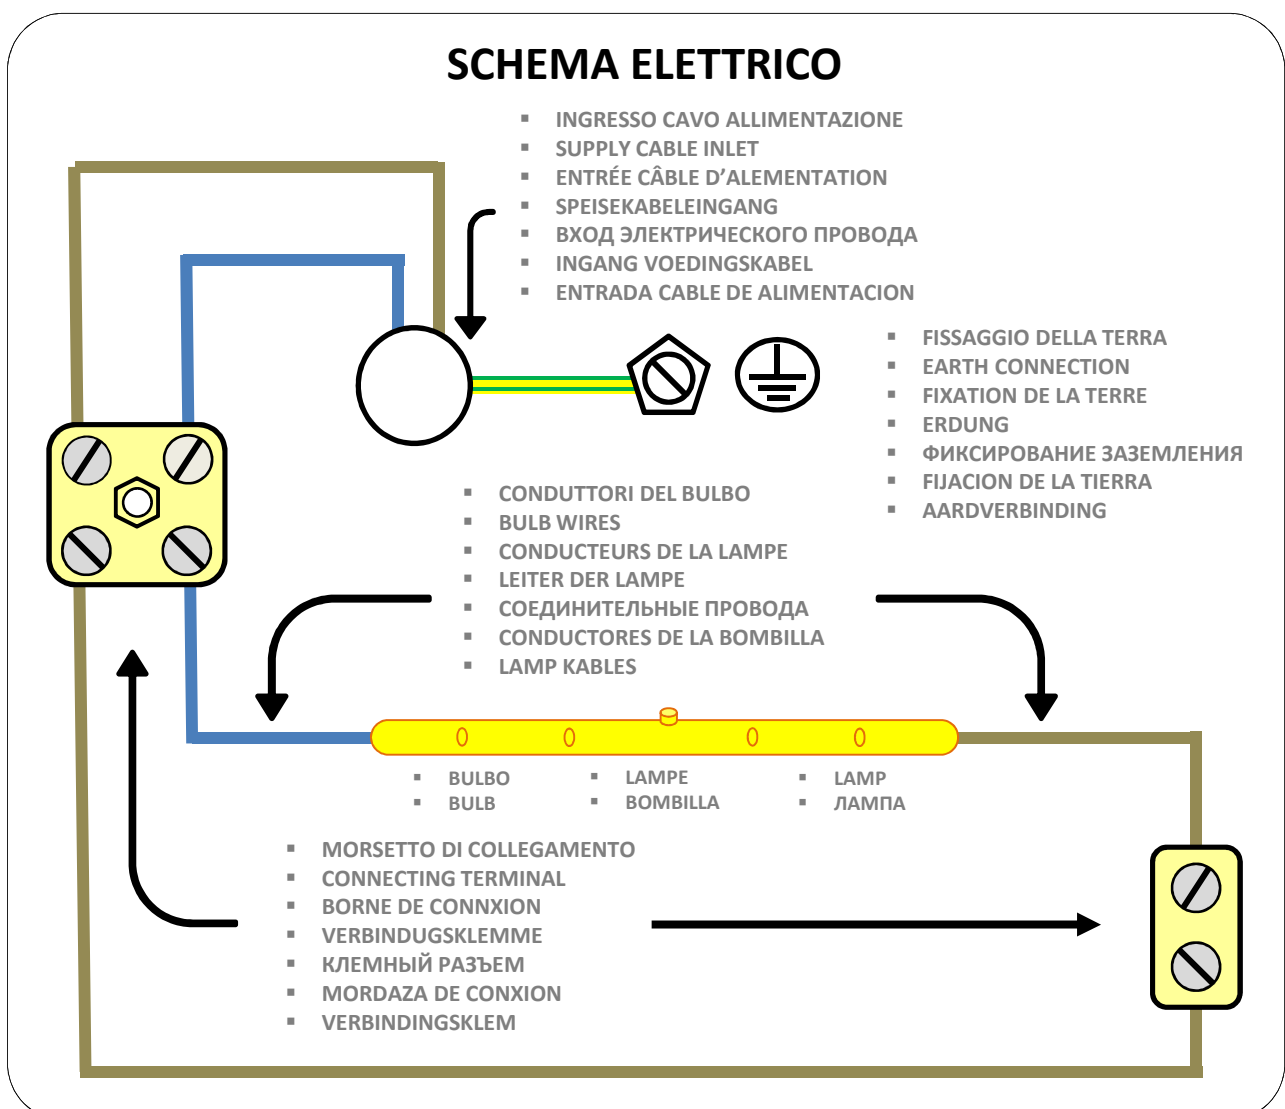 SCHEMA ELETTRICO
▪ INGRESSO CAVO ALLIMENTAZIONE
▪ SUPPLY CABLE INLET
▪ ENTRÉE CÂBLE D’ALEMENTATION
▪ SPEISEKABELEINGANG
▪ ВХОД ЭЛЕКТРИЧЕСКОГО ПРОВОДА
▪ INGANG VOEDINGSKABEL
▪ ENTRADA CABLE DE ALIMENTACION
▪ FISSAGGIO DELLA TERRA
▪ EARTH CONNECTION
▪ FIXATION DE LA TERRE
▪ ERDUNG
▪ ФИКСИРОВАНИЕ ЗАЗЕМЛЕНИЯ
▪ FIJACION DE LA TIERRA
▪ AARDVERBINDING
▪ CONDUTTORI DEL BULBO
▪ BULB WIRES
▪ CONDUCTEURS DE LA LAMPE
▪ LEITER DER LAMPE
▪ СОЕДИНИТЕЛЬНЫЕ ПРОВОДА
▪ CONDUCTORES DE LA BOMBILLA
▪ LAMP KABLES
▪ BULBO
▪ BULB
▪ LAMPE
▪ BOMBILLA
▪ LAMP
▪ ЛАМПА
▪ MORSETTO DI COLLEGAMENTO
▪ CONNECTING TERMINAL
▪ BORNE DE CONNXION
▪ VERBINDUGSKLEMME
▪ КЛЕМНЫЙ РАЗЪЕМ
▪ MORDAZA DE CONXION
▪ VERBINDINGSKLEM